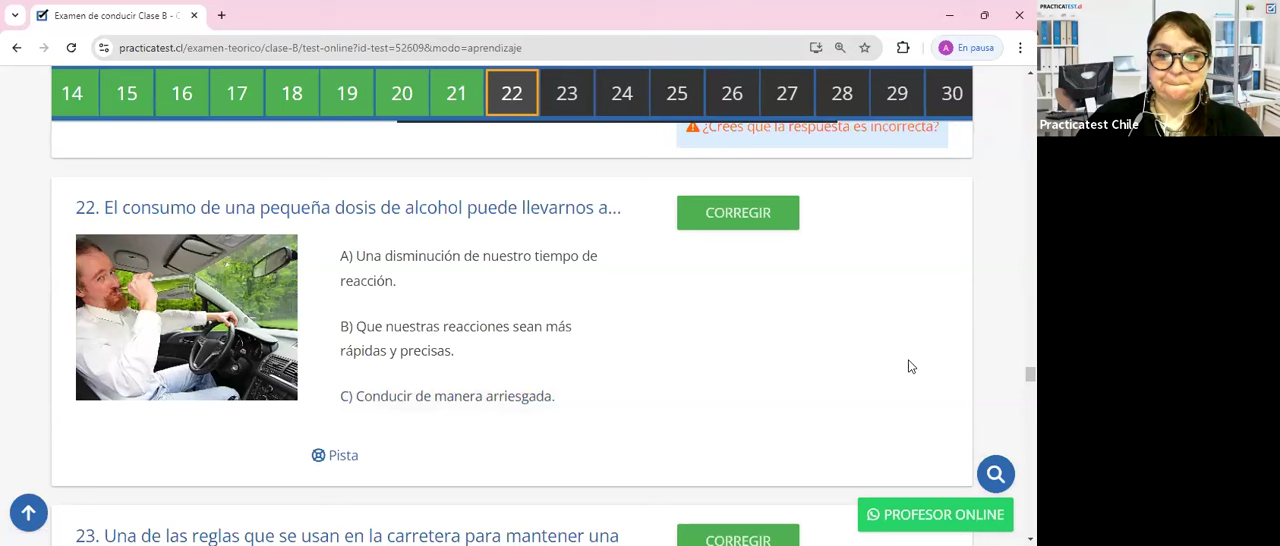 Examen de conducir Clase B - C
practicatest.cl/examen-teorico/clase-B/test-online?id-test=52609&modo=aprendizaje
A En pausa
PRACTICATEST.cl
Practicatest Chile
14 15 16 17 18 19 20 21 22 23 24 25 26 27 28 29 30
¿Crees que la respuesta es incorrecta?
22. El consumo de una pequeña dosis de alcohol puede llevarnos a...
CORREGIR
A) Una disminución de nuestro tiempo de
reacción.
B) Que nuestras reacciones sean más
rápidas y precisas.
C) Conducir de manera arriesgada.
Pista
PROFESOR ONLINE
23. Una de las reglas que se usan en la carretera para mantener una
CORREGIR